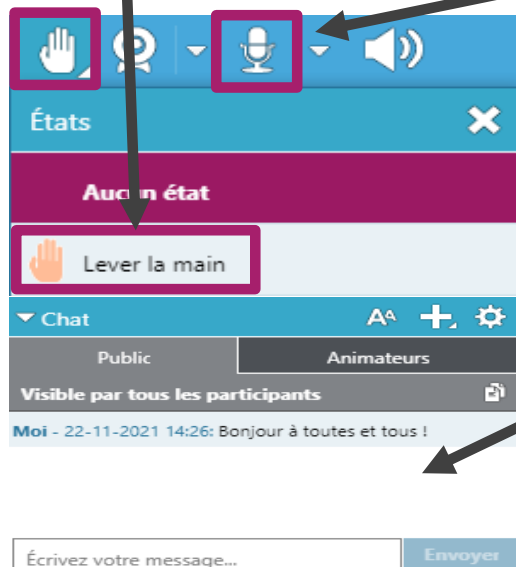 États
Aucun état
Lever la main
Chat
Public Animateurs
Visible par tous les participants
Moi - 22-11-2021 14:26: Bonjour à toutes et tous !
Écrivez votre message... Envoyer